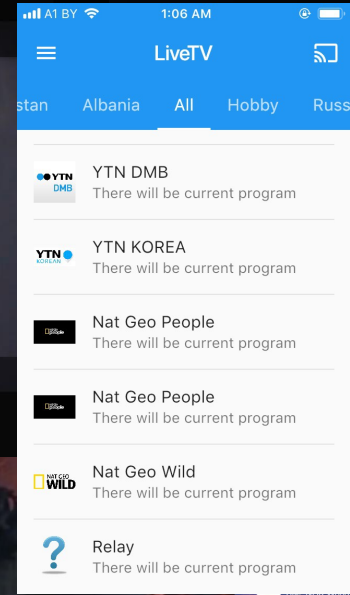 A1 BY 1:06 AM
LiveTV
stan Albania All Hobby Russ
YTN DMB
YTN
DMB
There will be current program
YTN KOREA
YTN
KOREAN
There will be current program
Nat Geo People
There will be current program
Nat Geo People
There will be current program
Nat Geo Wild
NAT GEO
WILD
There will be current program
Relay
?
There will be current program